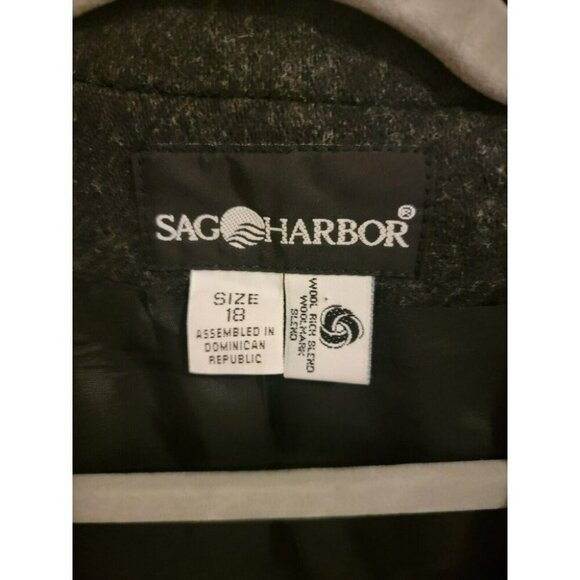 SAG HARBOR®
SIZE
18
ASSEMBLED IN
DOMINICAN
REPUBLIC
WOOL RICH BLEND
WOOLMARK
BLEND